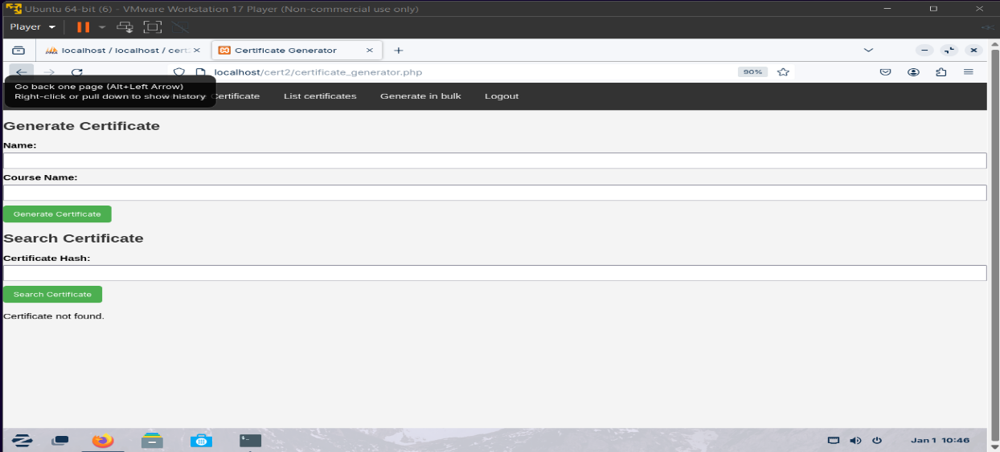 Ubuntu 64-bit (6) - VMware Workstation 17 Player (Non-commercial use only)
Player
localhost / localhost / cert
Certificate Generator
localhost/cert2/certificate_generator.php
90%
Go back one page (Alt+Left Arrow)
Right-click or pull down to show history
Certificate
List certificates
Generate in bulk
Logout
Generate Certificate
Name:
Course Name:
Generate Certificate
Search Certificate
Certificate Hash:
Search Certificate
Certificate not found.
Jan 1 10:46